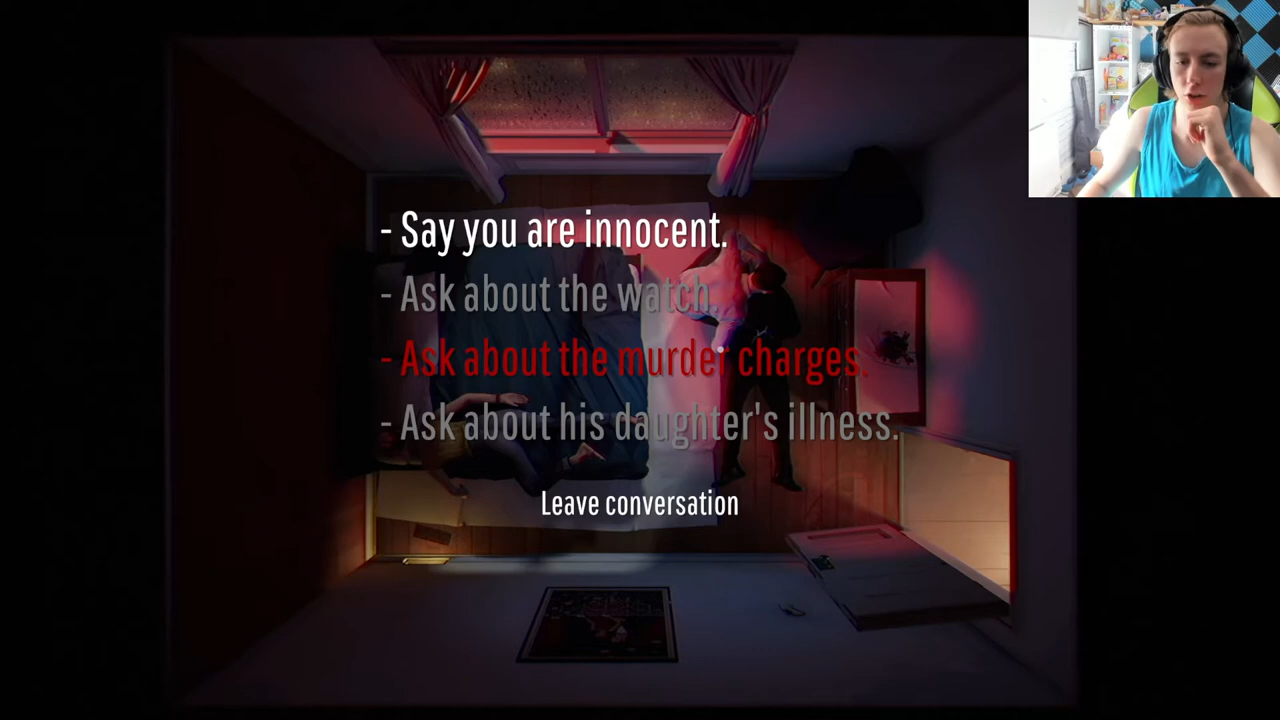 - Say you are innocent.
- Ask about the watch.
- Ask about the murder charges.
- Ask about his daughter's illness.
Leave conversation